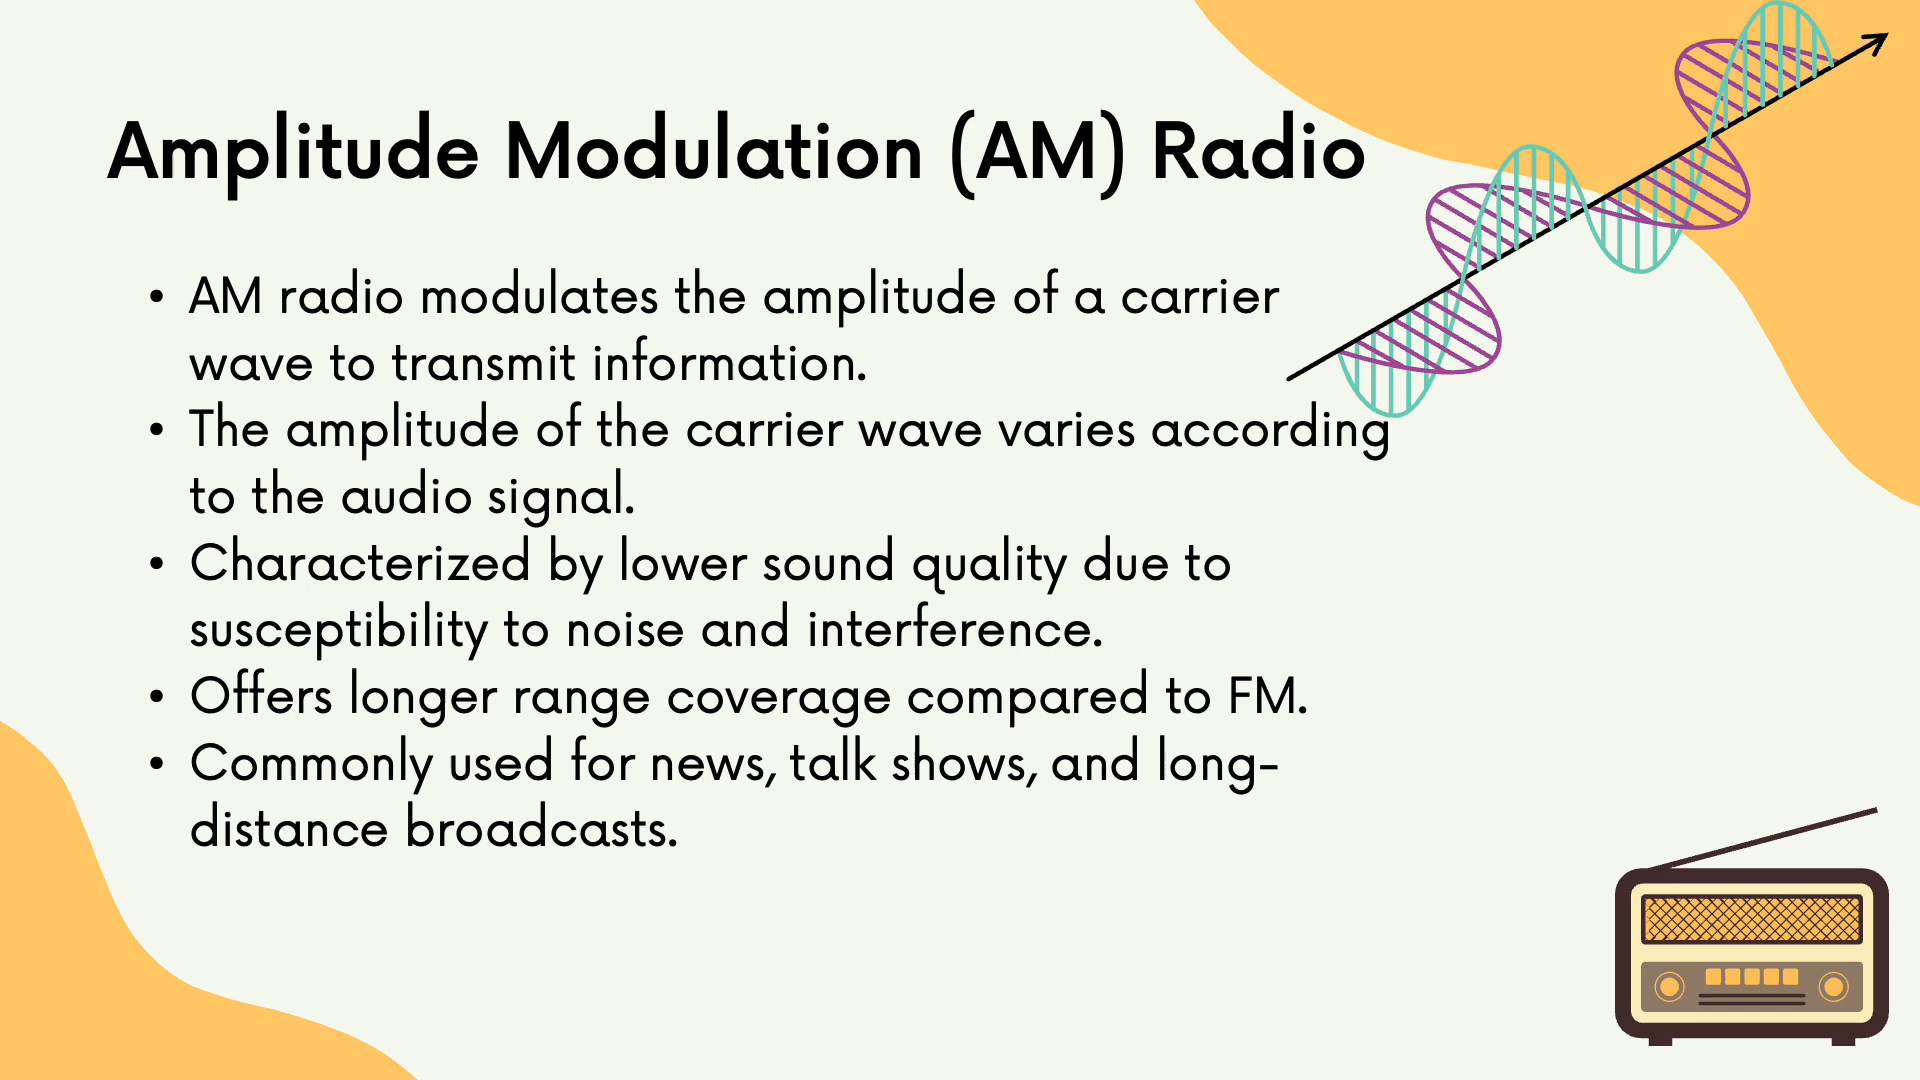 Amplitude Modulation (AM) Radio
• AM radio modulates the amplitude of a carrier
wave to transmit information.
• The amplitude of the carrier wave varies according
to the audio signal.
• Characterized by lower sound quality due to
susceptibility to noise and interference.
• Offers longer range coverage compared to FM.
• Commonly used for news, talk shows, and long-
distance broadcasts.